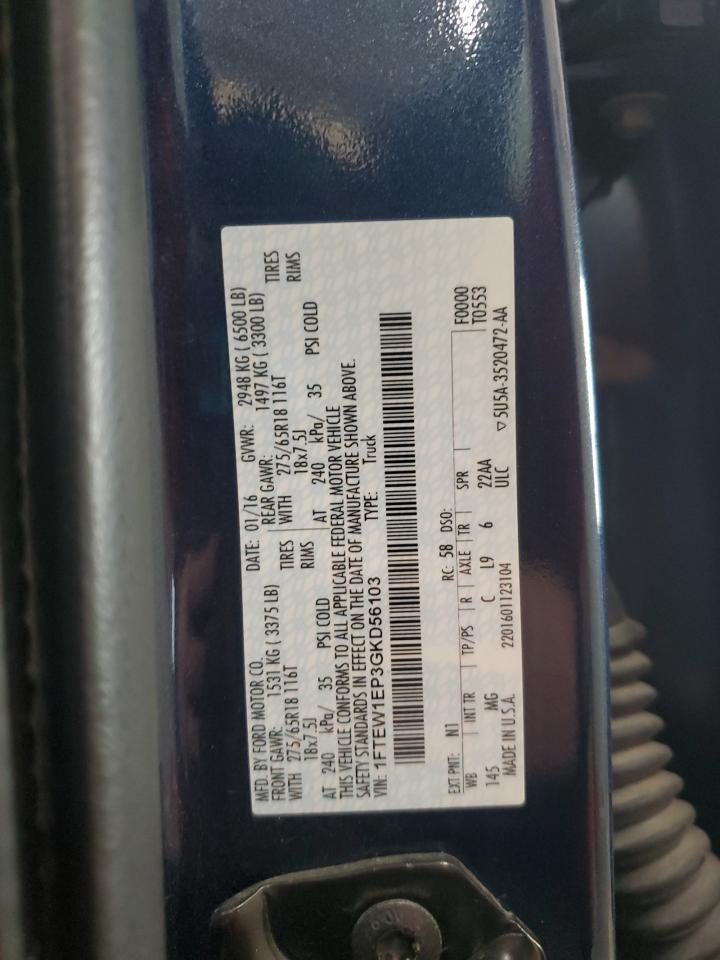 MFD. BY FORD MOTOR CO.
DATE: 01/16 GVWR: 2948 KG ( 6500 LB)
FRONT GAWR: 1531 KG ( 3375 LB) REAR GAWR: 1497 KG ( 3300 LB)
WITH 275/65R18 116T TIRES WITH 275/65R18 116T TIRES
18x7.5J RIMS 18x7.5J RIMS
AT 240 kPa/ 35 PSI COLD AT 240 kPa/ 35 PSI COLD
THIS VEHICLE CONFORMS TO ALL APPLICABLE FEDERAL MOTOR VEHICLE
SAFETY STANDARDS IN EFFECT ON THE DATE OF MANUFACTURE SHOWN ABOVE.
VIN: 1FTEW1EP3GKD56103 TYPE: Truck
EXT PNT: N1 RC: 58 DSO: F0000
WB INT TR TP/PS R AXLE TR SPR T0553
145 MG C L9 6 22AA
MADE IN U.S.A. 2201601123104 ULC ▽5U5A-3520472-AA